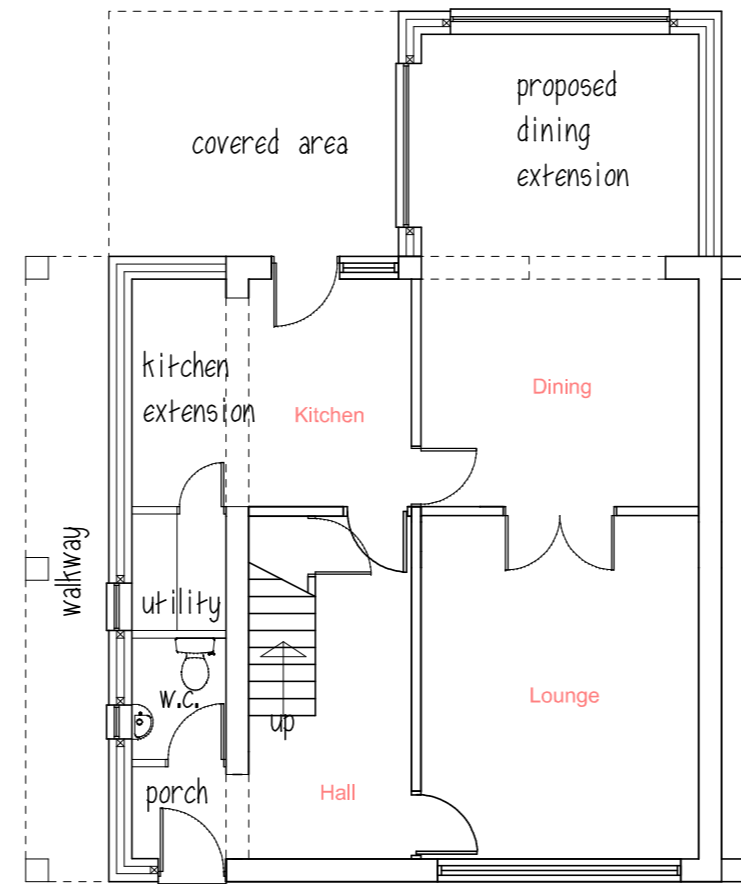 proposed
dining
extension
covered area
kitchen
extension
Kitchen
Dining
walkway
utility
w.c.
up
Lounge
porch
Hall